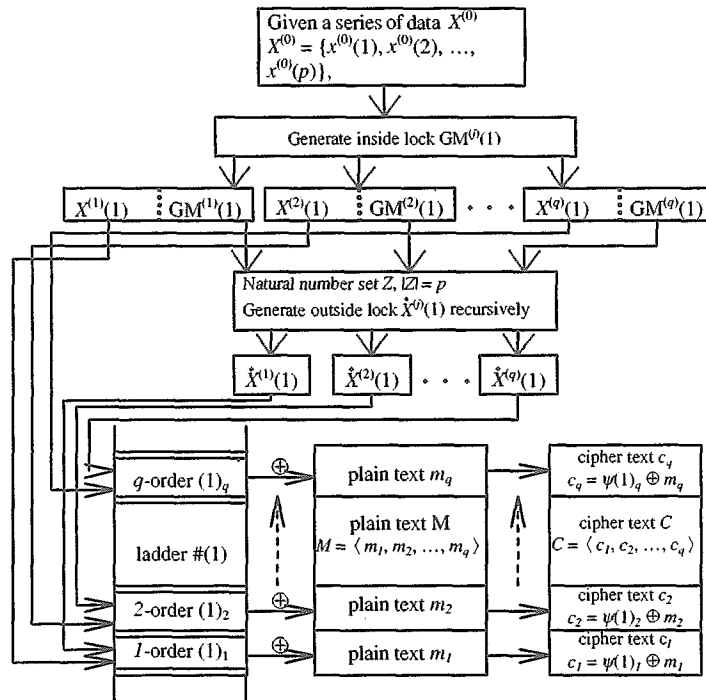 Given a series of data X^(0)
X^(0) = {x^(0)(1), x^(0)(2), …,
x^(0)(p)},
Generate inside lock GM^(j)(1)
X^(1)(1) GM^(1)(1) X^(2)(1) GM^(2)(1) · · · X^(q)(1) GM^(q)(1)
Natural number set Z, |Z| = p
Generate outside lock Ẋ^(j)(1) recursively
Ẋ^(1)(1) Ẋ^(2)(1) · · · Ẋ^(q)(1)
q-order (1)_q ⊕ plain text m_q cipher text c_q
c_q = ψ(1)_q ⊕ m_q
ladder #(1) plain text M cipher text C
M = ⟨m_1, m_2, …, m_q⟩ C = ⟨c_1, c_2, …, c_q⟩
2-order (1)_2 ⊕ plain text m_2 cipher text c_2
c_2 = ψ(1)_2 ⊕ m_2
1-order (1)_1 ⊕ plain text m_1 cipher text c_1
c_1 = ψ(1)_1 ⊕ m_1